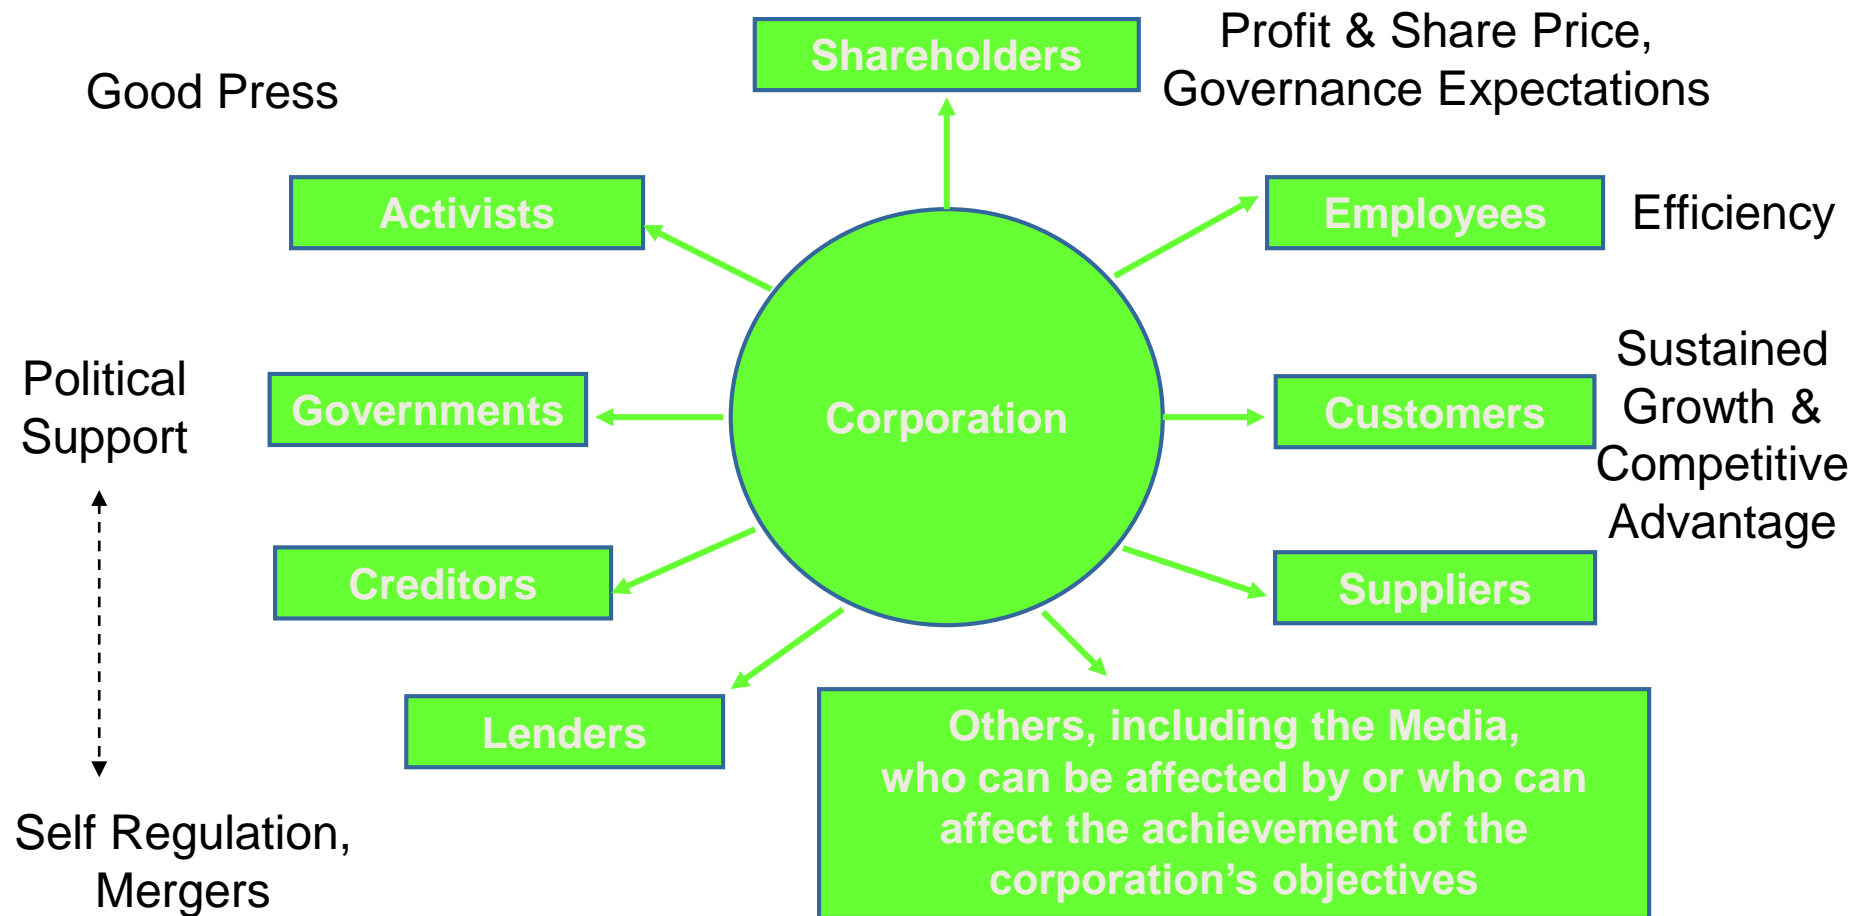 Shareholders
Profit & Share Price,
Governance Expectations
Good Press
Activists
Employees
Efficiency
Political
Support
Governments
Corporation
Customers
Sustained
Growth &
Competitive
Advantage
Creditors
Suppliers
Lenders
Others, including the Media,
who can be affected by or who can
affect the achievement of the
corporation’s objectives
Self Regulation,
Mergers